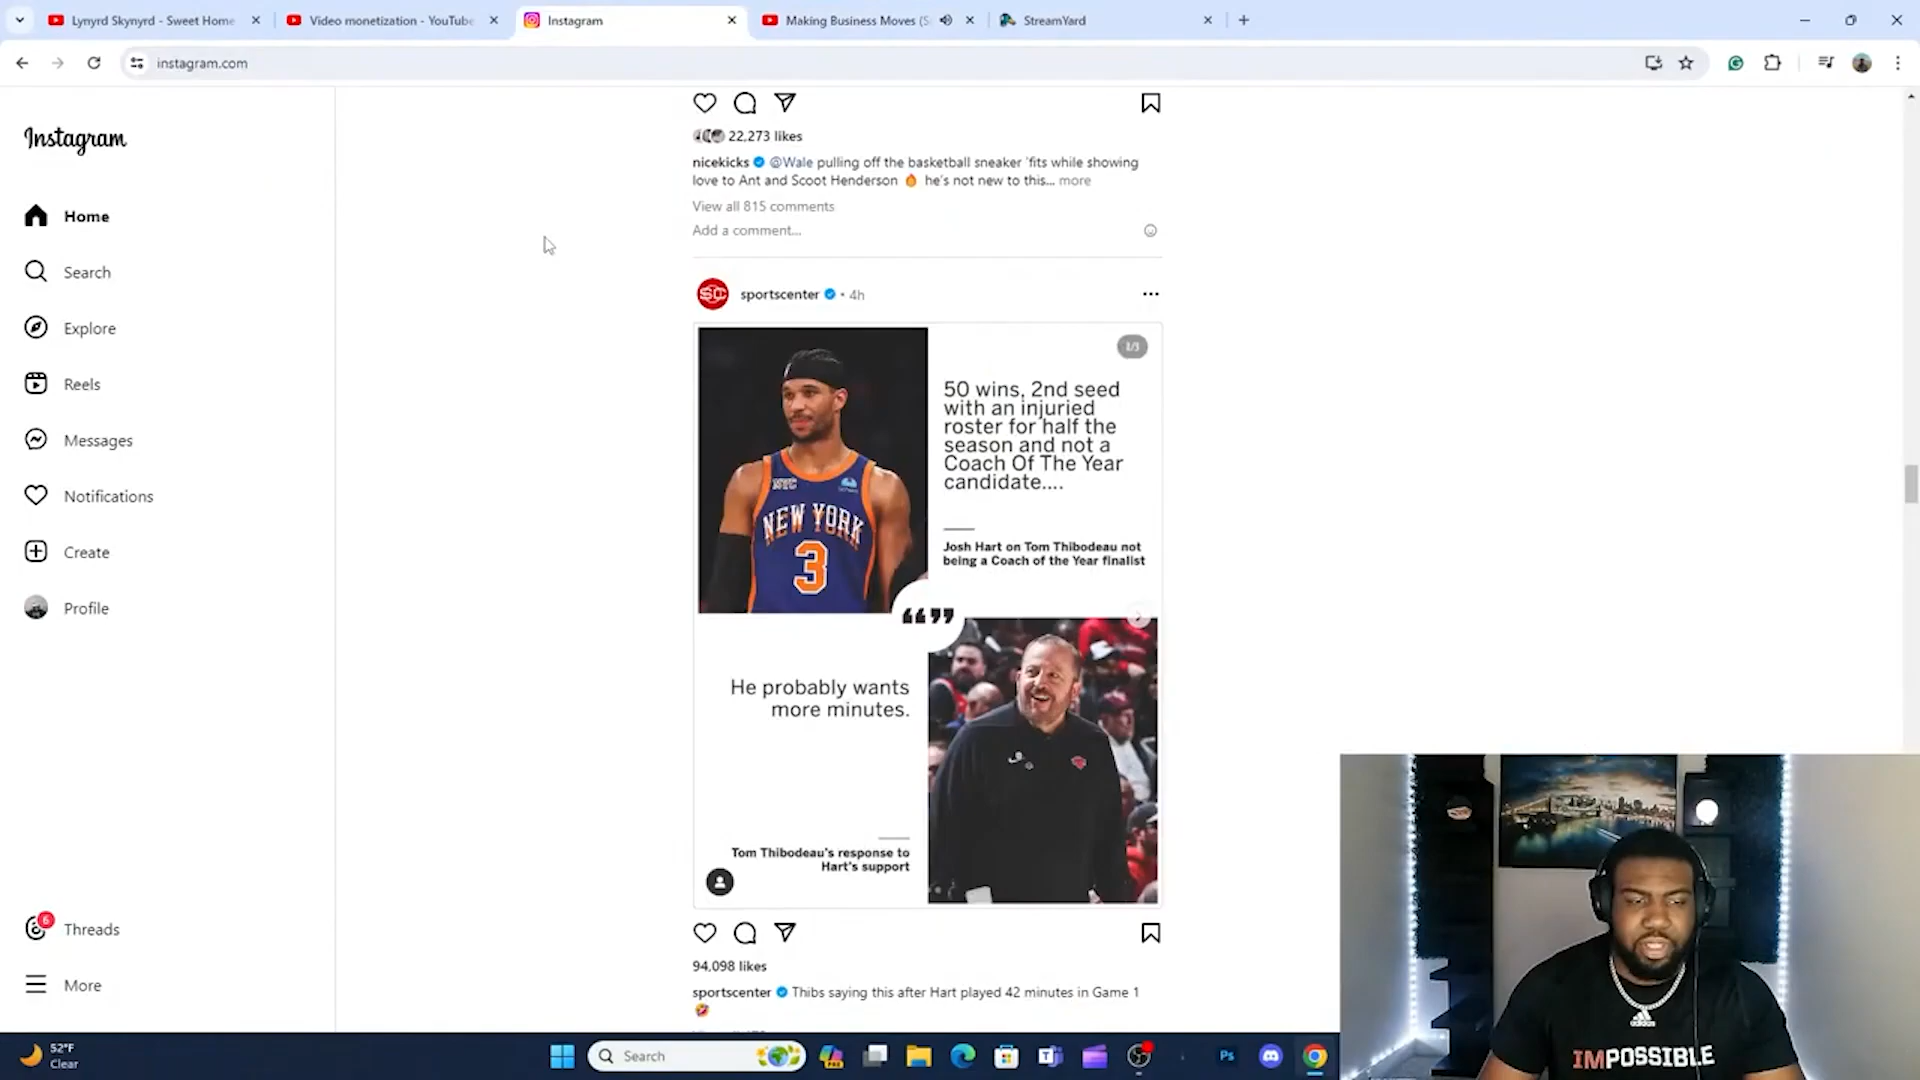 Lynyrd Skynyrd - Sweet Home
Video monetization - YouTube
Instagram
Making Business Moves (S
StreamYard
instagram.com
Instagram
Home
Search
Explore
Reels
Messages
Notifications
Create
Profile
6
Threads
More
22,273 likes
nicekicks @Wale pulling off the basketball sneaker 'fits while showing
love to Ant and Scoot Henderson 🔥 he's not new to this... more
View all 815 comments
Add a comment...
SC
sportscenter • 4h
1/3
50 wins, 2nd seed
with an injuried
roster for half the
season and not a
Coach Of The Year
candidate....
Josh Hart on Tom Thibodeau not
being a Coach of the Year finalist
NEW YORK
3
❝❞
He probably wants
more minutes.
Tom Thibodeau's response to
Hart's support
94,098 likes
sportscenter Thibs saying this after Hart played 42 minutes in Game 1
🤣
52°F
Clear
Search
Ps
adidas
IMPOSSIBLE